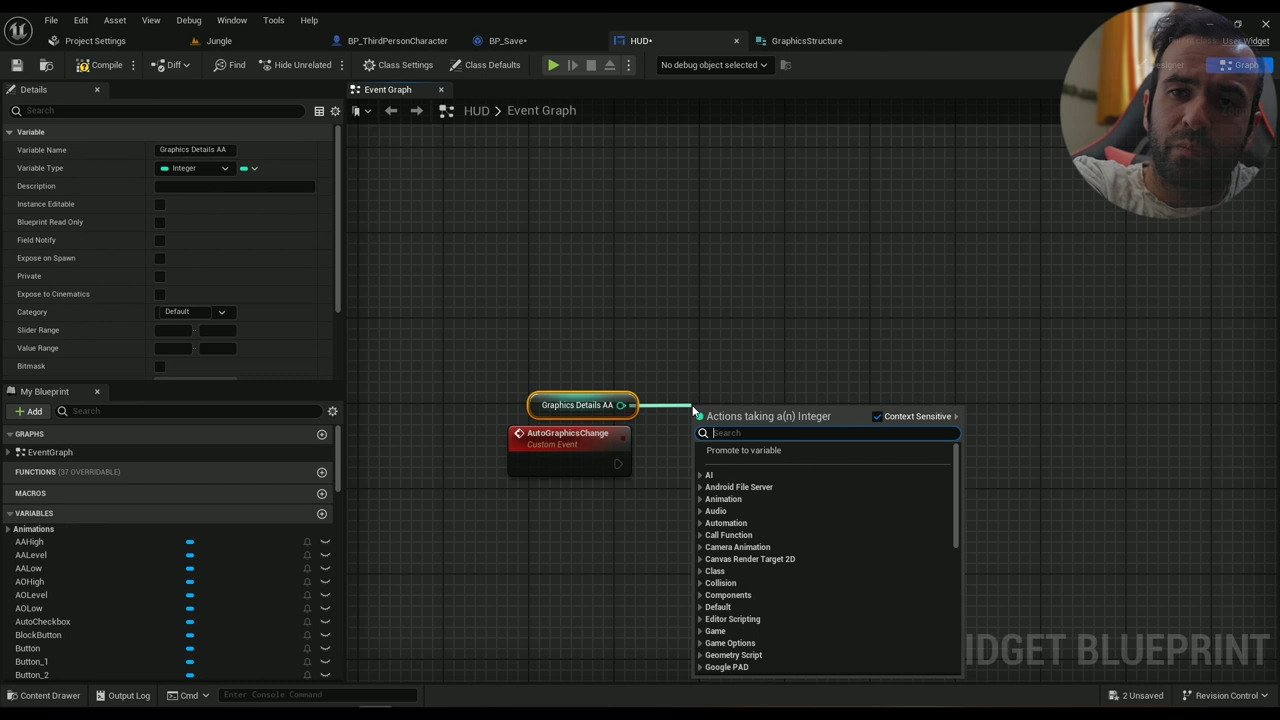 File Edit Asset View Debug Window Tools Help
Project Settings Jungle BP_ThirdPersonCharacter BP_Save• HUD• GraphicsStructure User Widget
Compile Diff Find Hide Unrelated Class Settings Class Defaults No debug object selected Designer Graph
Details
Event Graph
Search
HUD > Event Graph
Variable
Variable Name Graphics Details AA
Variable Type Integer
Description
Instance Editable
Blueprint Read Only
Field Notify
Expose on Spawn
Private
Expose to Cinematics
Category Default
Slider Range
Value Range
Bitmask
My Blueprint
Add Search
GRAPHS
EventGraph
FUNCTIONS (37 OVERRIDABLE)
MACROS
VARIABLES
Animations
AAHigh
AALevel
AALow
AOHigh
AOLevel
AOLow
AutoCheckbox
BlockButton
Button
Button_1
Button_2
Graphics Details AA
AutoGraphicsChange
Custom Event
Actions taking a(n) Integer Context Sensitive
Search
Promote to variable
AI
Android File Server
Animation
Audio
Automation
Call Function
Camera Animation
Canvas Render Target 2D
Class
Collision
Components
Default
Editor Scripting
Game
Game Options
Geometry Script
Google PAD
IDGET BLUEPRINT
Content Drawer Output Log Cmd Enter Console Command 2 Unsaved Revision Control